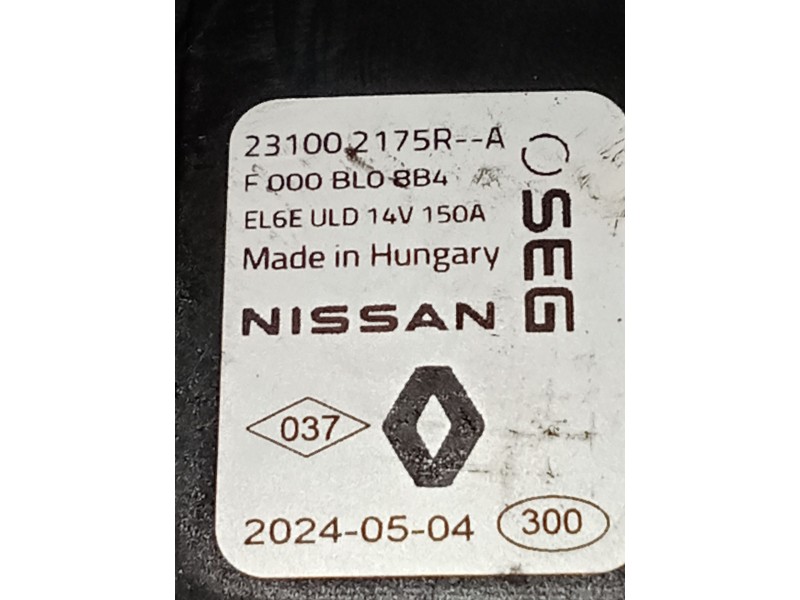 23100 2175R--A
F 000 BL0 8B4
EL6E ULD 14V 150A
Made in Hungary
NISSAN
037
2024-05-04
300
SEG